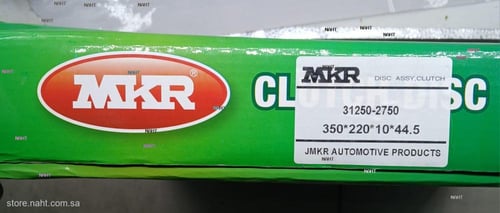 MKR®
CLUTCH DISC
MKR DISC ASSY,CLUTCH
31250-2750
350*220*10*44.5
JMKR AUTOMOTIVE PRODUCTS
NAHT
store.naht.com.sa